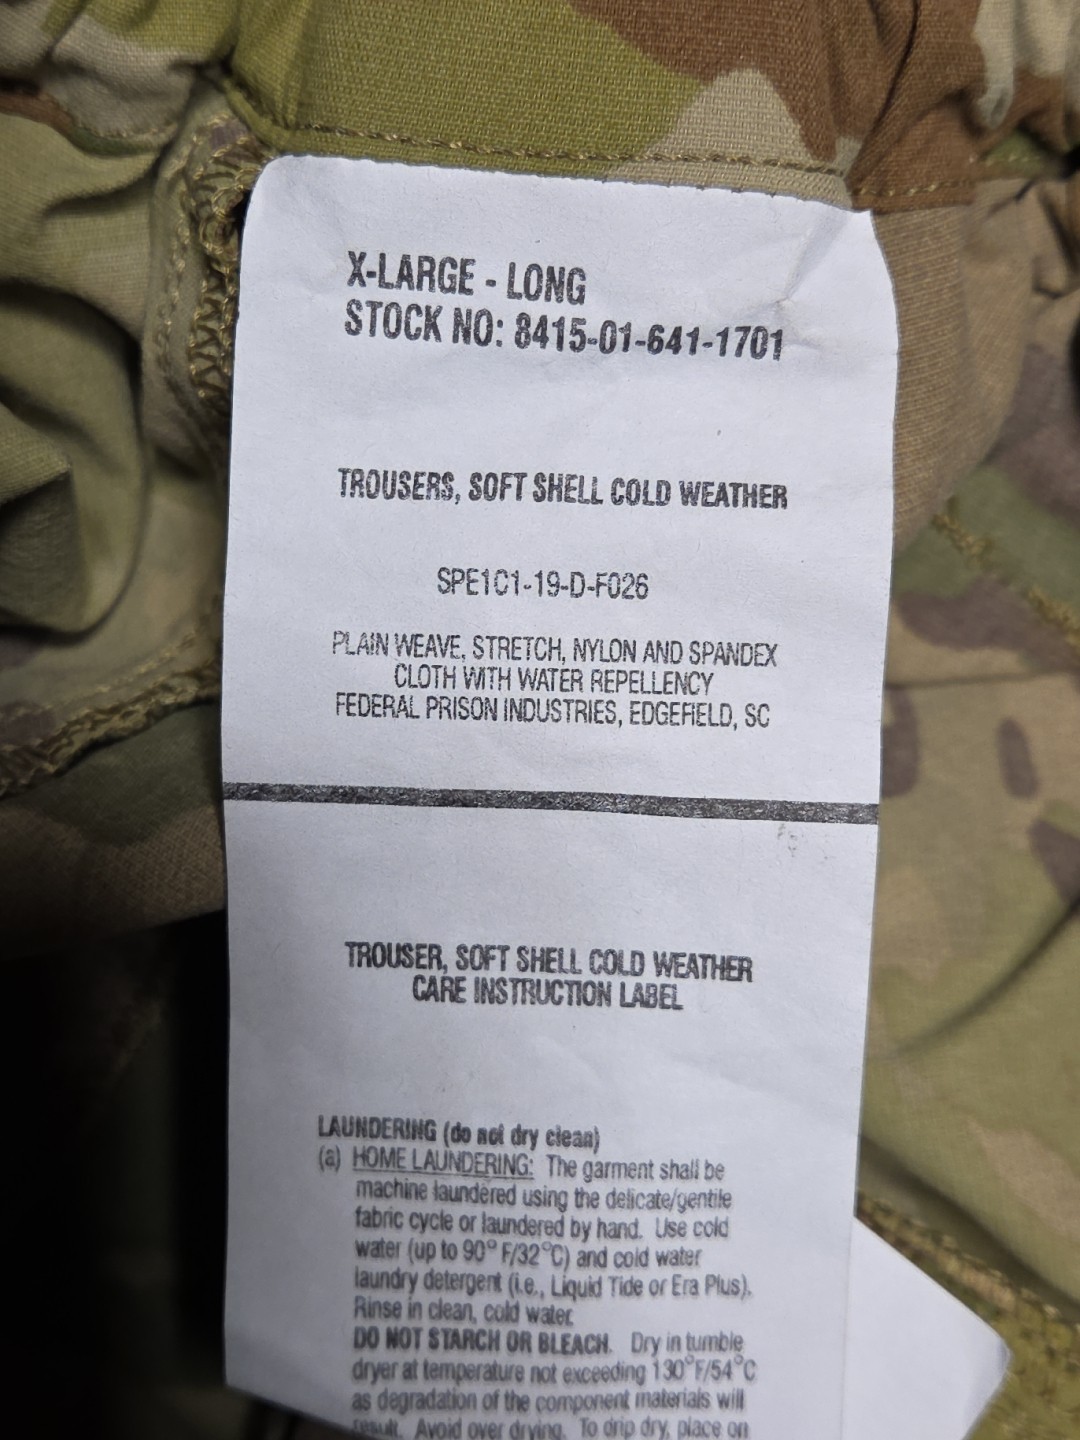 X-LARGE - LONG
STOCK NO: 8415-01-641-1701
TROUSERS, SOFT SHELL COLD WEATHER
SPE1C1-19-D-F026
PLAIN WEAVE, STRETCH, NYLON AND SPANDEX
CLOTH WITH WATER REPELLENCY
FEDERAL PRISON INDUSTRIES, EDGEFIELD, SC
TROUSER, SOFT SHELL COLD WEATHER
CARE INSTRUCTION LABEL
LAUNDERING (do not dry clean)
(a) HOME LAUNDERING: The garment shall be
machine laundered using the delicate/gentile
fabric cycle or laundered by hand. Use cold
water (up to 90° F/32°C) and cold water
laundry detergent (i.e., Liquid Tide or Era Plus).
Rinse in clean, cold water.
DO NOT STARCH OR BLEACH. Dry in tumble
dryer at temperature not exceeding 130°F/54°C
as degradation of the component materials will
result. Avoid over drying. To drip dry, place on